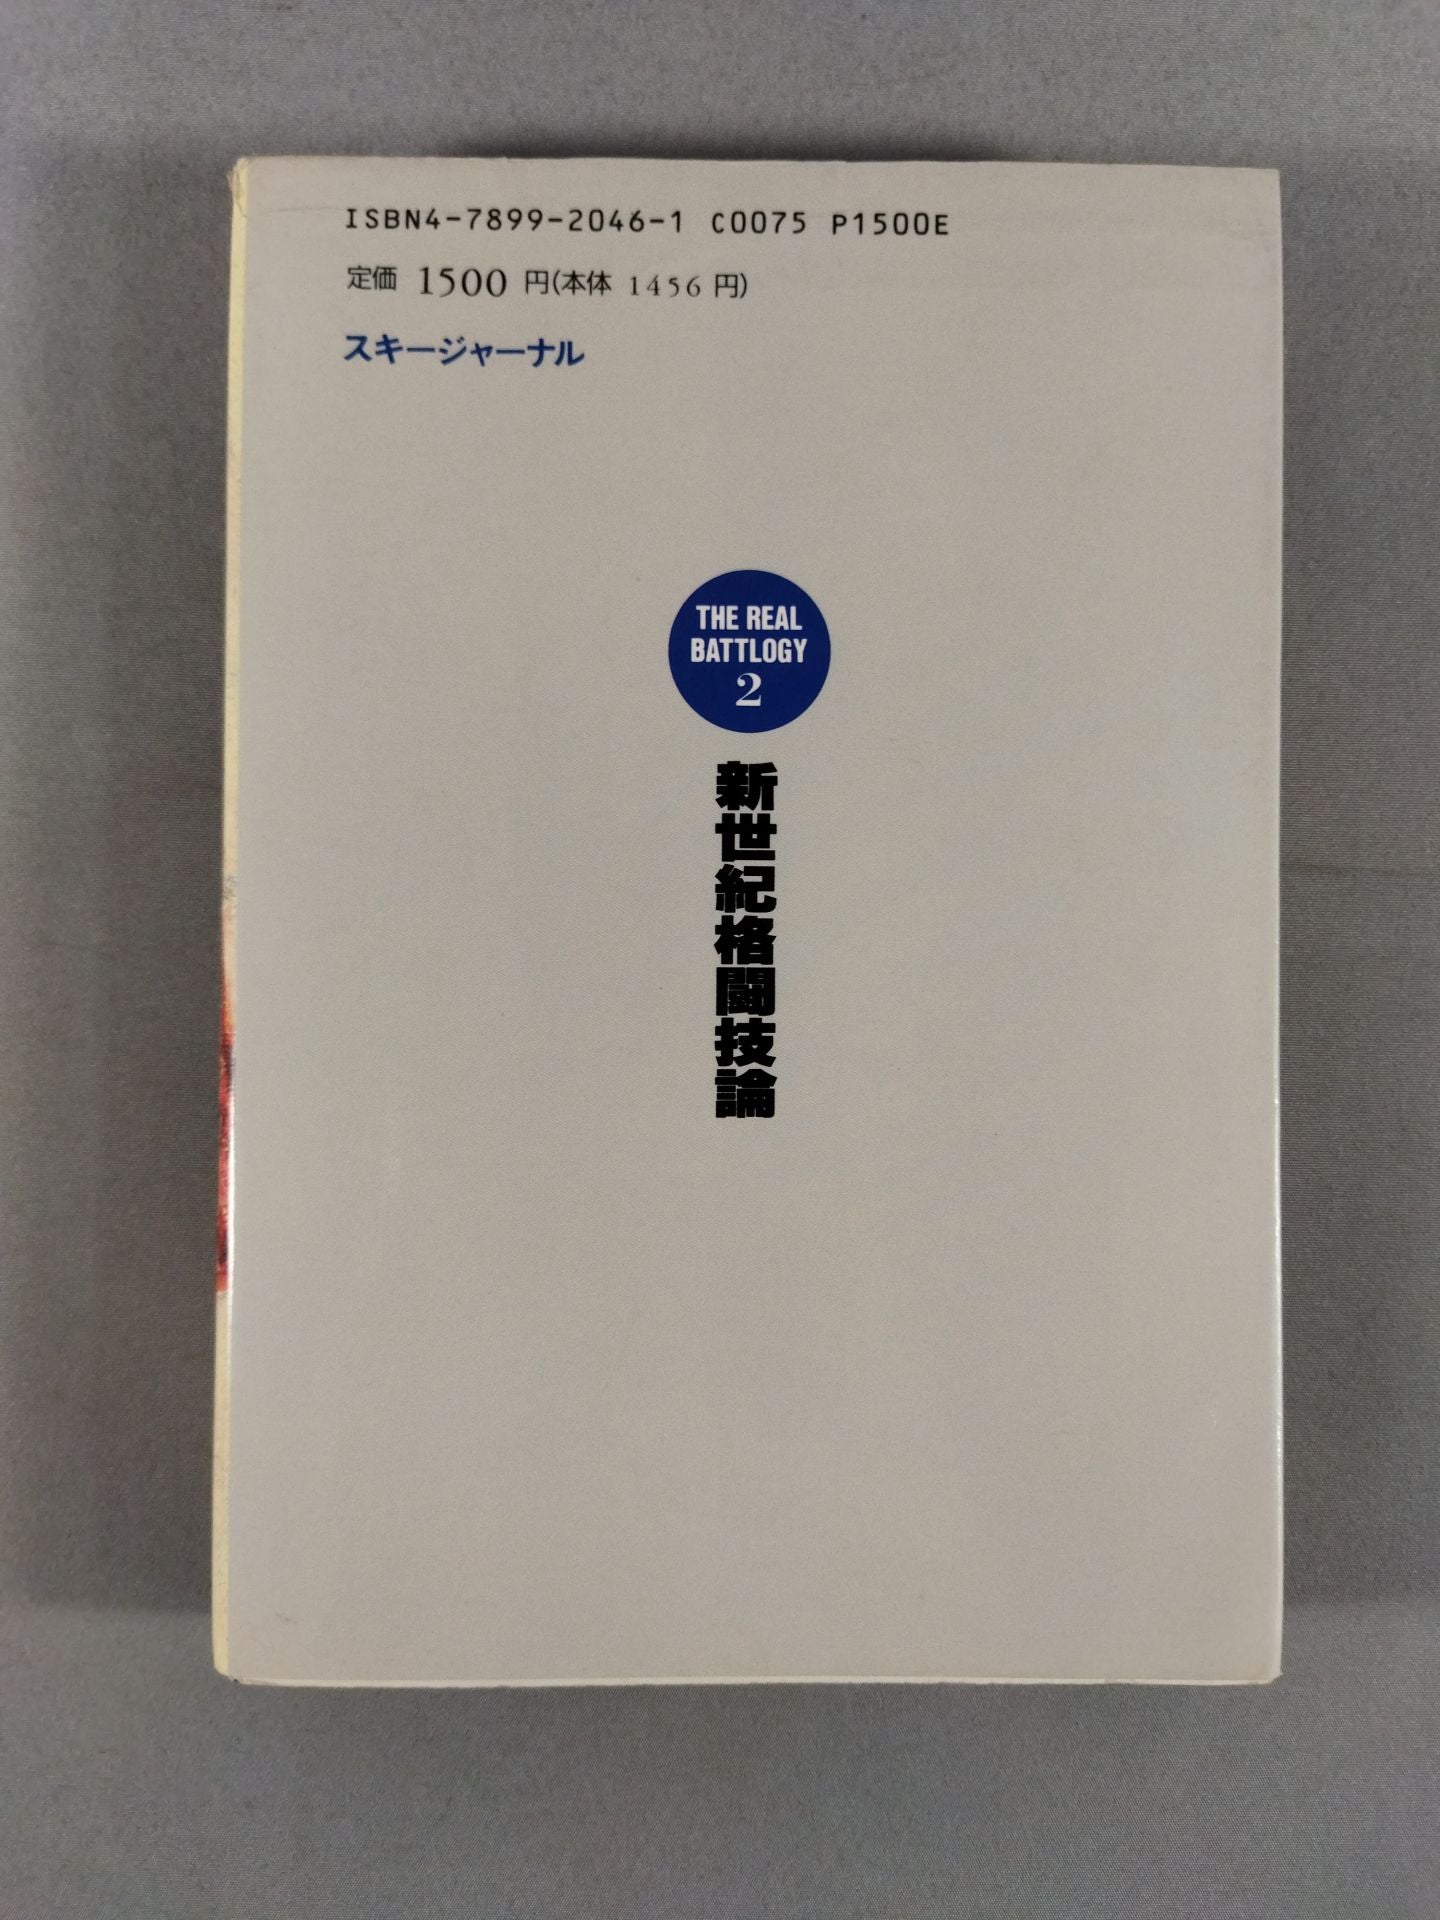 ISBN4-7899-2046-1 C0075 P1500E
定価 1500 円(本体 1456 円)
スキージャーナル
THE REAL
BATTLOGY
2
新世紀格闘技論